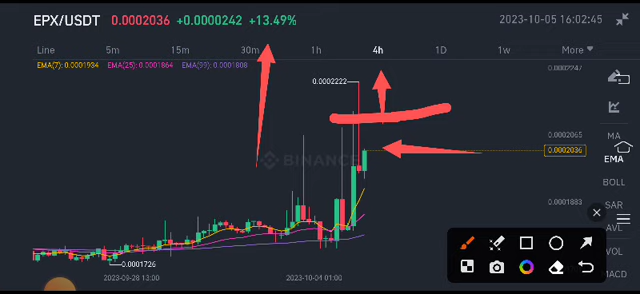 EPX/USDT 0.0002036 +0.0000242 +13.49% 2023-10-05 16:02:45
Line 5m 15m 30m 1h 4h 1D 1w More
EMA(7): 0.0001934 EMA(25): 0.0001864 EMA(99): 0.0001808
0.0002247
0.0002222
0.0002065
MA
0.0002036
BINANCE
EMA
BOLL
0.0001883
SAR
AVL
VOL
0.0001726
MACD
2023-09-28 13:00 2023-10-04 01:00